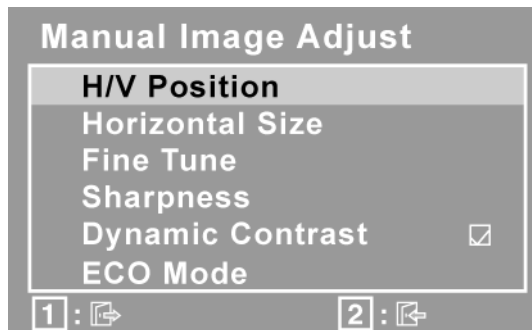 Manual Image Adjust
H/V Position
Horizontal Size
Fine Tune
Sharpness
Dynamic Contrast
ECO Mode
1 : 2 :